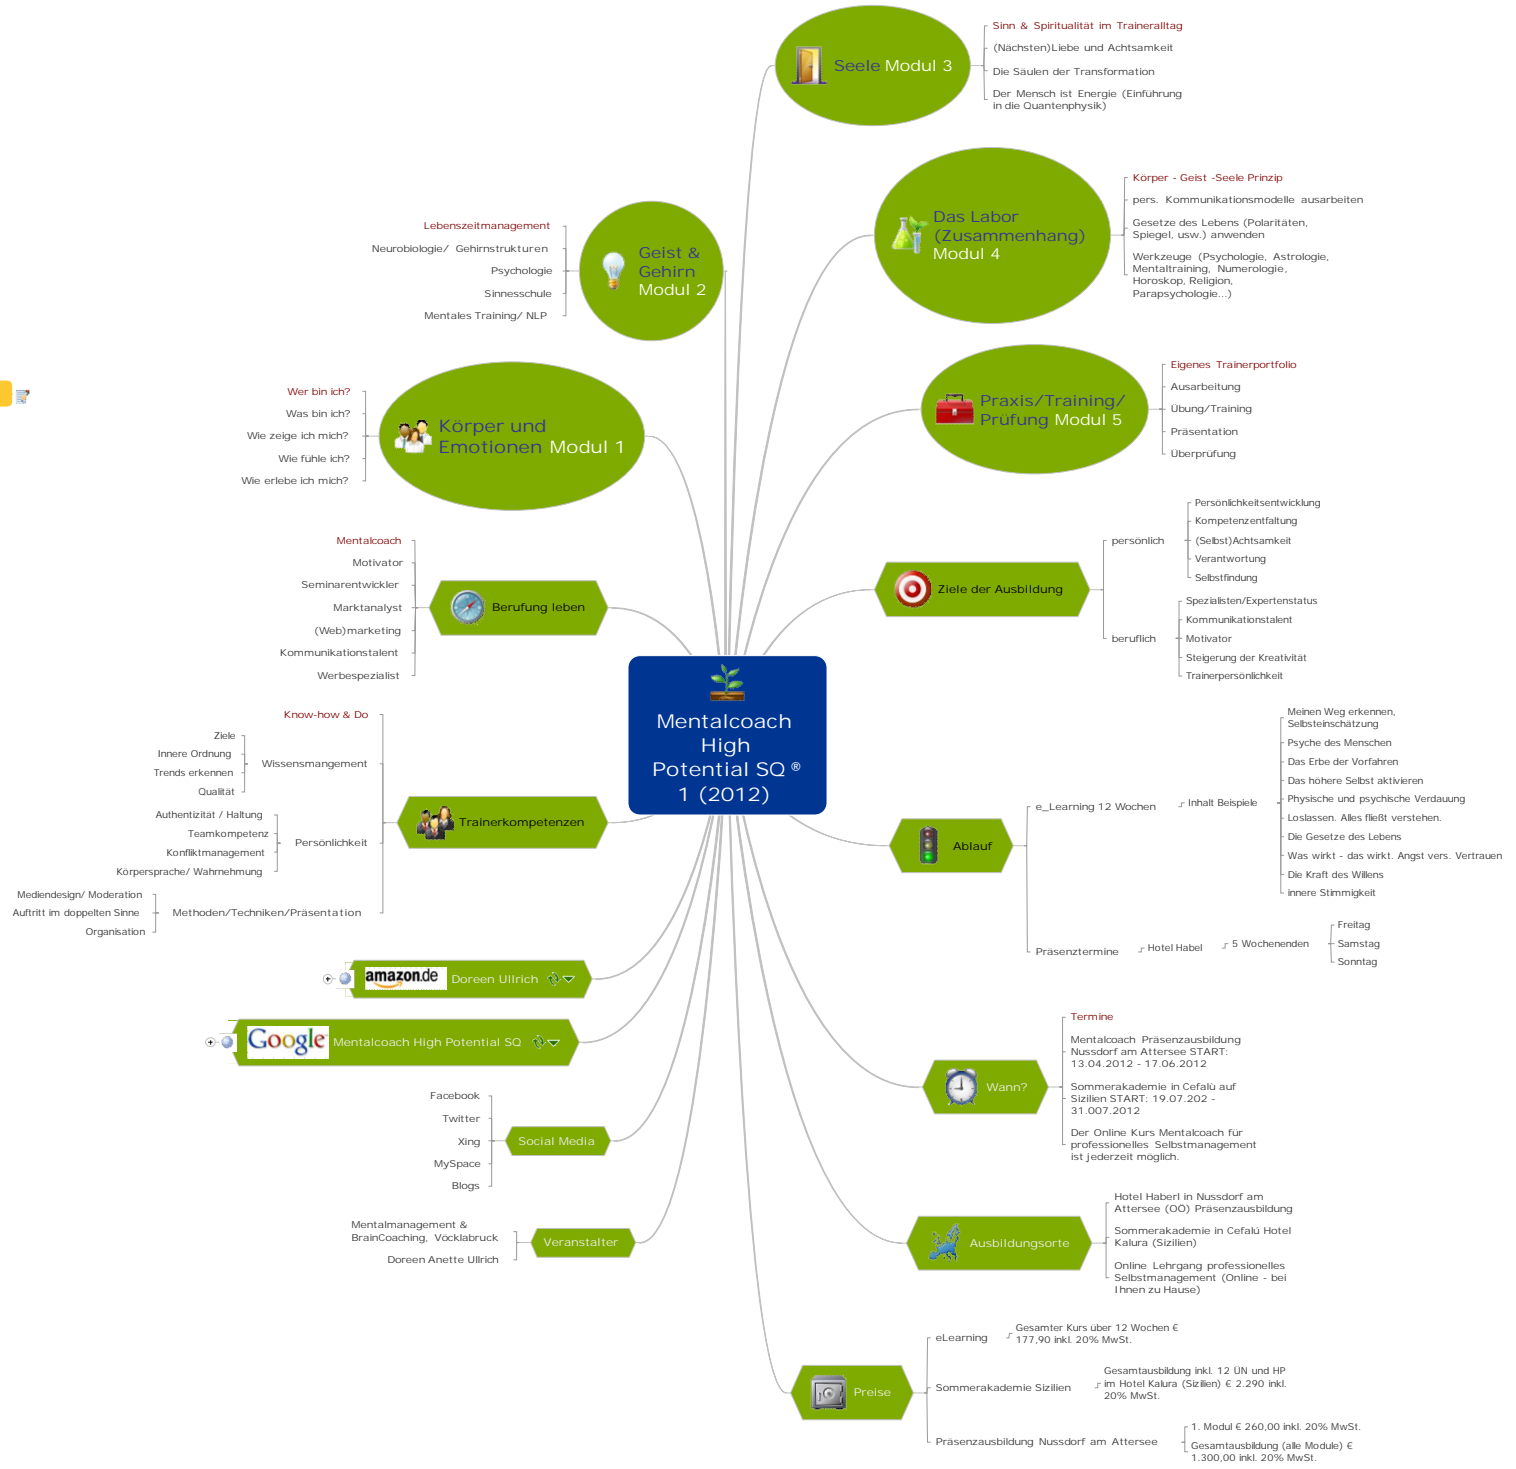 Mentalcoach
High
Potential SQ ®
1 (2012)
Seele Modul 3
Sinn & Spiritualität im Traineralltag
(Nächsten)Liebe und Achtsamkeit
Die Säulen der Transformation
Der Mensch ist Energie (Einführung
in die Quantenphysik)
Das Labor
(Zusammenhang)
Modul 4
Körper - Geist -Seele Prinzip
pers. Kommunikationsmodelle ausarbeiten
Gesetze des Lebens (Polaritäten,
Spiegel, usw.) anwenden
Werkzeuge (Psychologie, Astrologie,
Mentaltraining, Numerologie,
Horoskop, Religion,
Parapsychologie...)
Praxis/Training/
Prüfung Modul 5
Eigenes Trainerportfolio
Ausarbeitung
Übung/Training
Präsentation
Überprüfung
Ziele der Ausbildung
persönlich
Persönlichkeitsentwicklung
Kompetenzentfaltung
(Selbst)Achtsamkeit
Verantwortung
Selbstfindung
beruflich
Spezialisten/Expertenstatus
Kommunikationstalent
Motivator
Steigerung der Kreativität
Trainerpersönlichkeit
Ablauf
e_Learning 12 Wochen
Inhalt Beispiele
Meinen Weg erkennen,
Selbsteinschätzung
Psyche des Menschen
Das Erbe der Vorfahren
Das höhere Selbst aktivieren
Physische und psychische Verdauung
Loslassen. Alles fließt verstehen.
Die Gesetze des Lebens
Was wirkt - das wirkt. Angst vers. Vertrauen
Die Kraft des Willens
innere Stimmigkeit
Präsenztermine
Hotel Habel
5 Wochenenden
Freitag
Samstag
Sonntag
Wann?
Termine
Mentalcoach Präsenzausbildung
Nussdorf am Attersee START:
13.04.2012 - 17.06.2012
Sommerakademie in Cefalù auf
Sizilien START: 19.07.202 -
31.007.2012
Der Online Kurs Mentalcoach für
professionelles Selbstmanagement
ist jederzeit möglich.
Ausbildungsorte
Hotel Haberl in Nussdorf am
Attersee (OÖ) Präsenzausbildung
Sommerakademie in Cefalú Hotel
Kalura (Sizilien)
Online Lehrgang professionelles
Selbstmanagement (Online - bei
Ihnen zu Hause)
Preise
eLearning
Gesamter Kurs über 12 Wochen €
177,90 inkl. 20% MwSt.
Sommerakademie Sizilien
Gesamtausbildung inkl. 12 ÜN und HP
im Hotel Kalura (Sizilien) € 2.290 inkl.
20% MwSt.
Präsenzausbildung Nussdorf am Attersee
1. Modul € 260,00 inkl. 20% MwSt.
Gesamtausbildung (alle Module) €
1.300,00 inkl. 20% MwSt.
Geist &
Gehirn
Modul 2
Lebenszeitmanagement
Neurobiologie/ Gehirnstrukturen
Psychologie
Sinnesschule
Mentales Training/ NLP
Körper und
Emotionen Modul 1
Wer bin ich?
Was bin ich?
Wie zeige ich mich?
Wie fühle ich?
Wie erlebe ich mich?
Berufung leben
Mentalcoach
Motivator
Seminarentwickler
Marktanalyst
(Web)marketing
Kommunikationstalent
Werbespezialist
Trainerkompetenzen
Know-how & Do
Wissensmangement
Ziele
Innere Ordnung
Trends erkennen
Qualität
Persönlichkeit
Authentizität / Haltung
Teamkompetenz
Konfliktmanagement
Körpersprache/ Wahrnehmung
Methoden/Techniken/Präsentation
Mediendesign/ Moderation
Auftritt im doppelten Sinne
Organisation
amazon.de Doreen Ullrich
Google Mentalcoach High Potential SQ
Social Media
Facebook
Twitter
Xing
MySpace
Blogs
Veranstalter
Mentalmanagement &
BrainCoaching, Vöcklabruck
Doreen Anette Ullrich